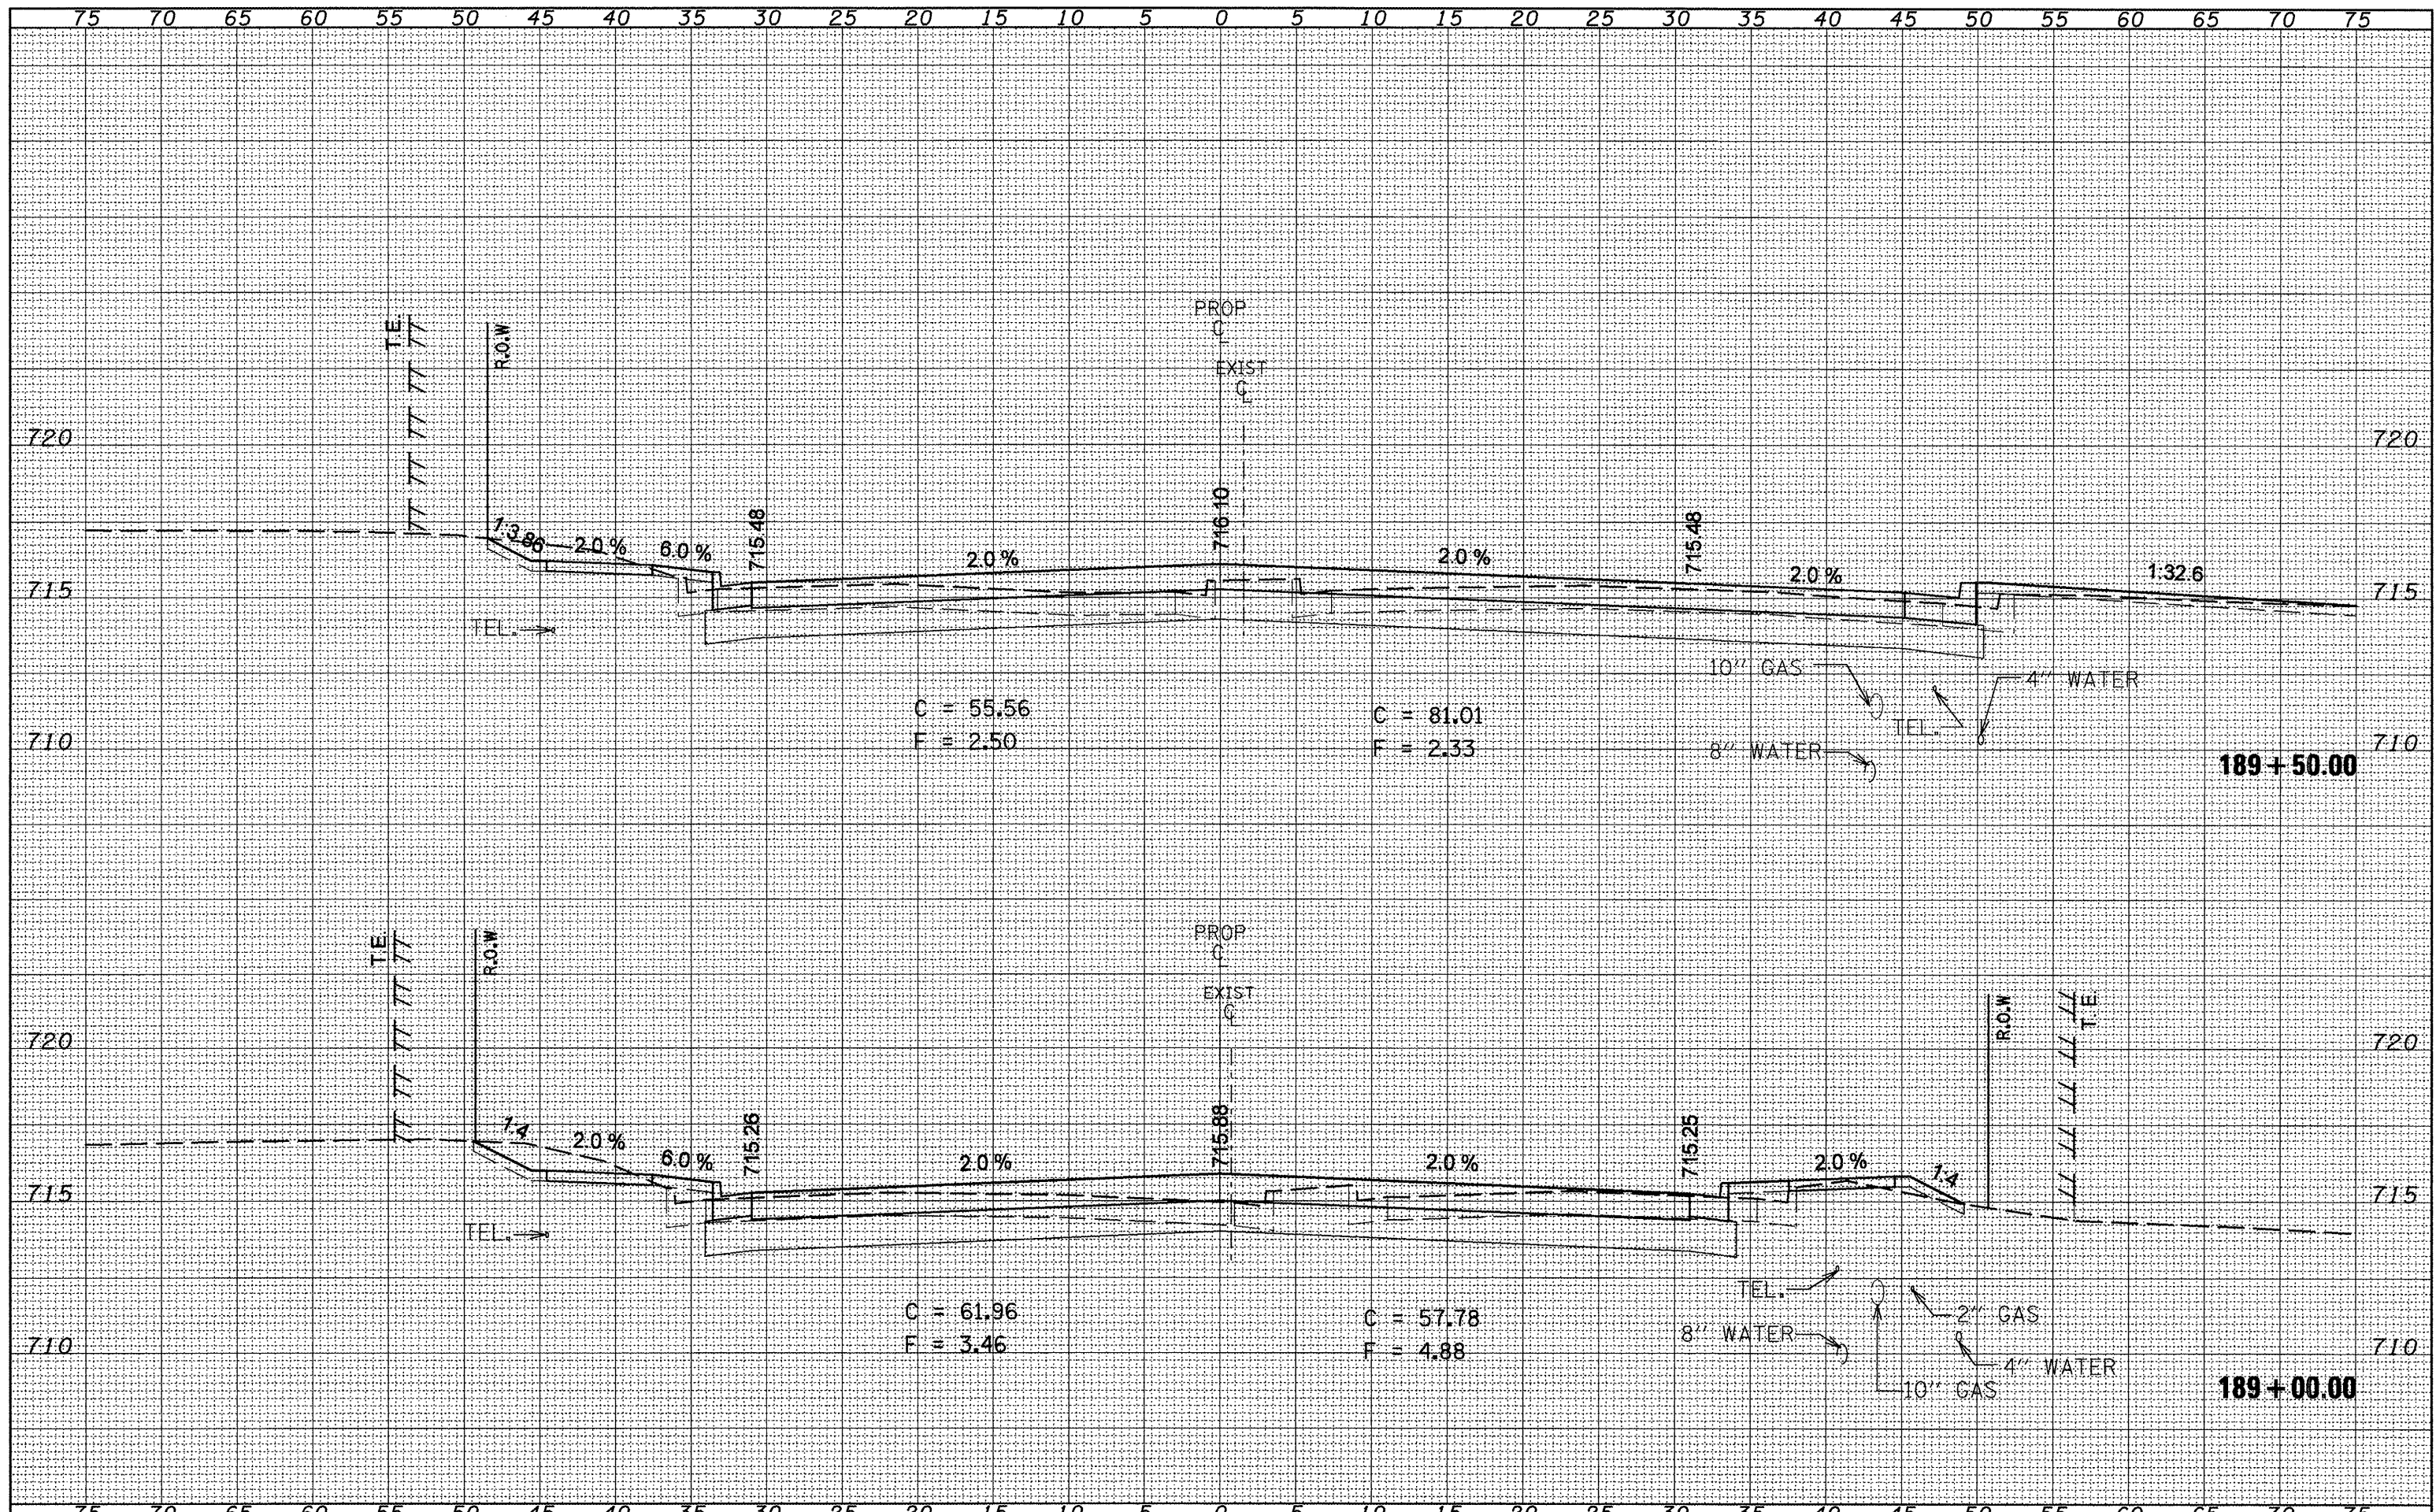 75 70 65 60 55 50 45 40 35 30 25 20 15 10 5 0 5 10 15 20 25 30 35 40 45 50 55 60 65 70 75
PROP
C L
T.E.
R.O.W
EXIST
C L
720 720
716.10
715.48
715.48
1:3.86 2.0 % 6.0 % 2.0 % 2.0 % 2.0 % 1:32.6
715 715
TEL.
10" GAS
4" WATER
C = 55.56
F = 2.50
C = 81.01
F = 2.33
TEL.
710 710
8" WATER
189 + 50.00
PROP
C L
T.E.
R.O.W
EXIST
C L
R.O.W
T.E.
720 720
715.26
715.88
715.25
1:4 2.0 % 6.0 % 2.0 % 2.0 % 2.0 % 1:4
715 715
TEL.
TEL.
2" GAS
C = 61.96
F = 3.46
C = 57.78
F = 4.88
8" WATER
710 710
4" WATER
10" GAS
189 + 00.00
75 70 65 60 55 50 45 40 35 30 25 20 15 10 5 0 5 10 15 20 25 30 35 40 45 50 55 60 65 70 75